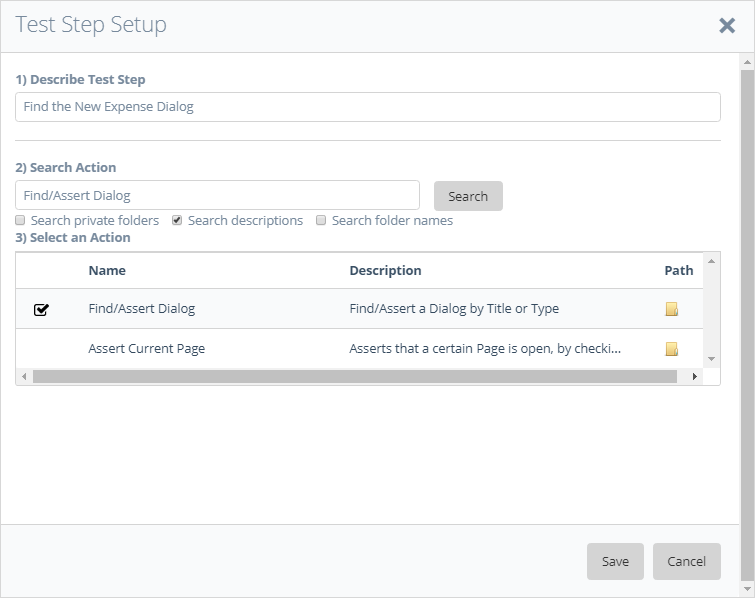 Test Step Setup
1) Describe Test Step
Find the New Expense Dialog
2) Search Action
Find/Assert Dialog
Search
Search private folders Search descriptions Search folder names
3) Select an Action
Name Description Path
Find/Assert Dialog Find/Assert a Dialog by Title or Type
Assert Current Page Asserts that a certain Page is open, by checki...
Save Cancel